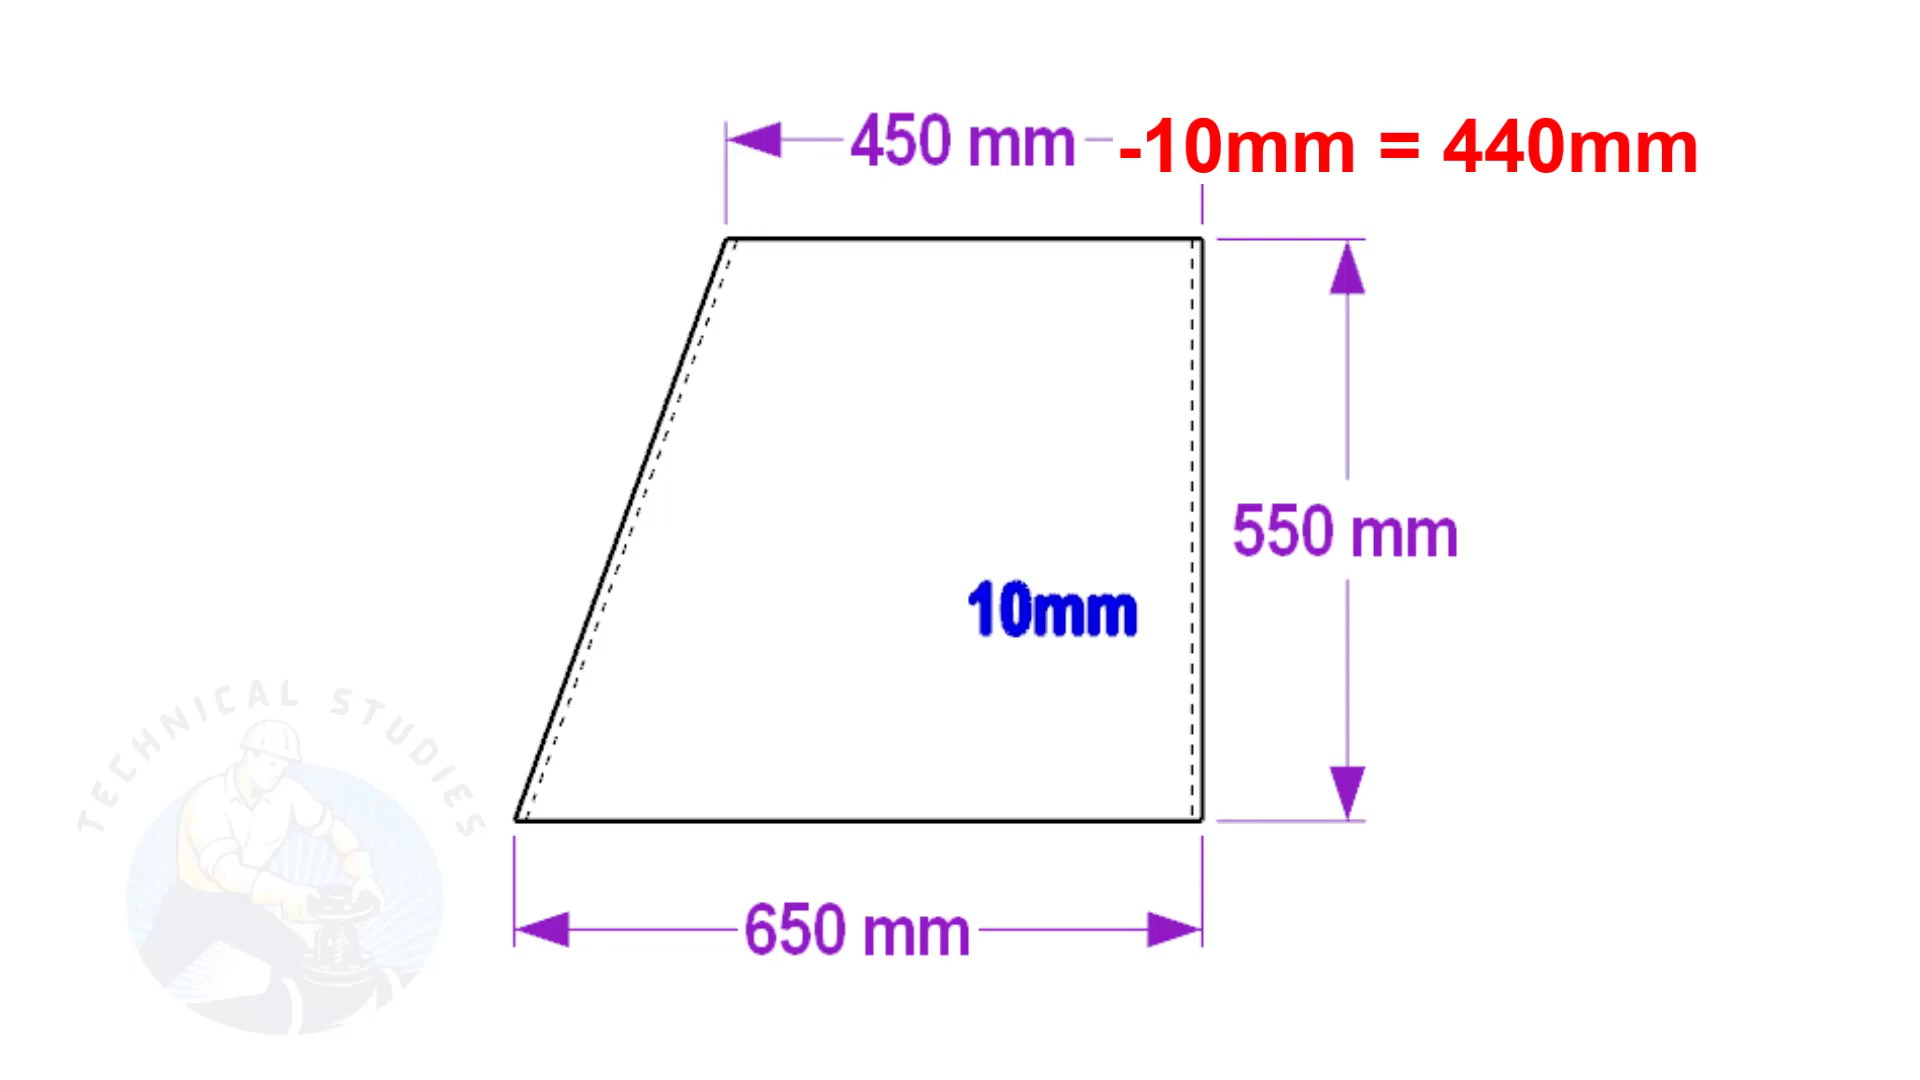 450 mm -10mm = 440mm
550 mm
10mm
TECHNICAL STUDIES
650 mm